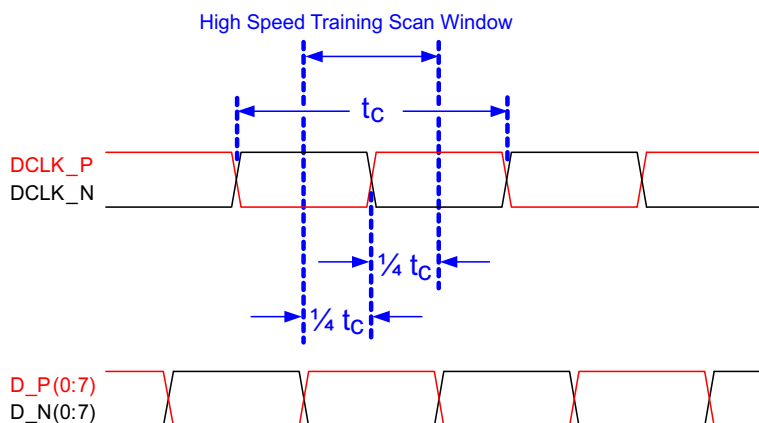 High Speed Training Scan Window
tC
DCLK_P
DCLK_N
¼ tC
¼ tC
D_P(0:7)
D_N(0:7)